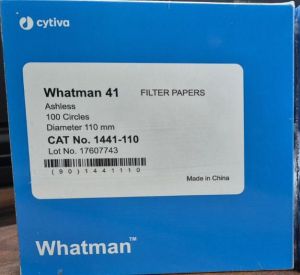 cytiva
Whatman 41 FILTER PAPERS
Ashless
100 Circles
Diameter 110 mm
CAT No. 1441-110
Lot No. 17607743
(90)1441110
Made in China
Whatman™